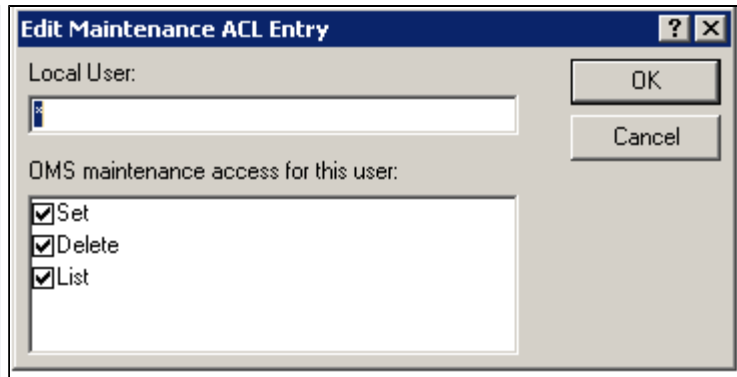 Edit Maintenance ACL Entry
Local User:
*
OK
Cancel
OMS maintenance access for this user:
Set
Delete
List